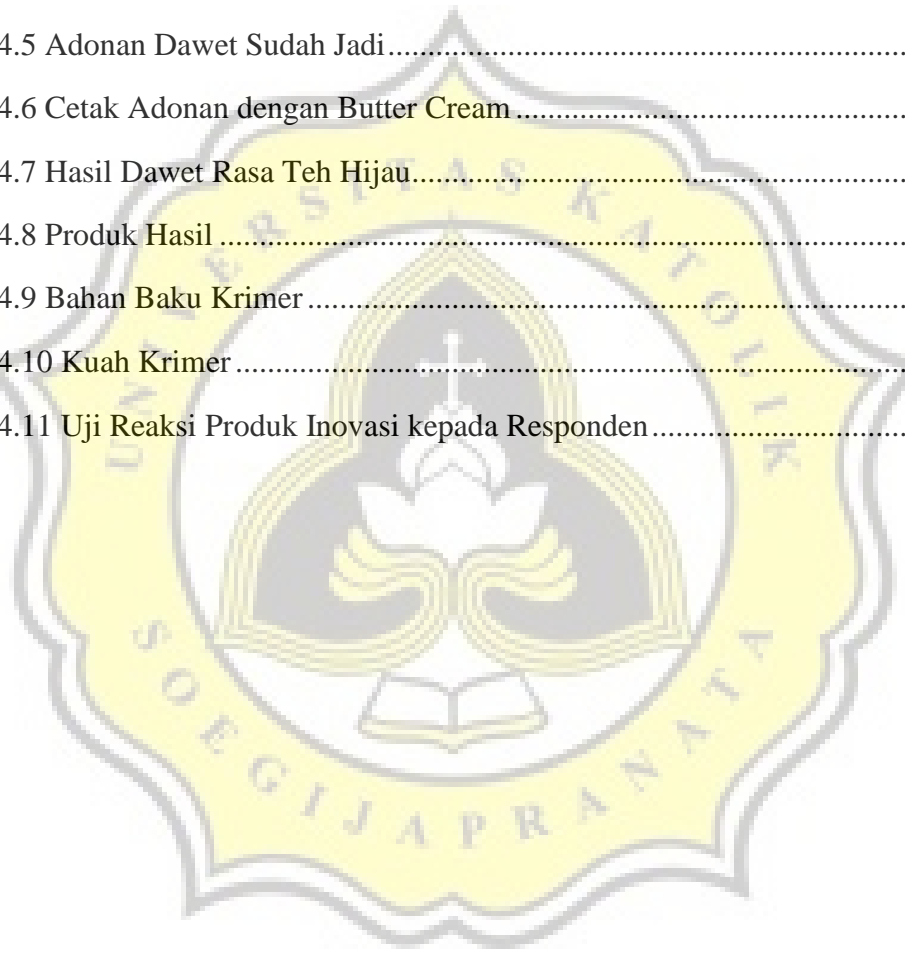 4.5 Adonan Dawet Sudah Jadi................................................................
4.6 Cetak Adonan dengan Butter Cream ................................................
4.7 Hasil Dawet Rasa Teh Hijau.............................................................
4.8 Produk Hasil .....................................................................................
4.9 Bahan Baku Krimer ..........................................................................
4.10 Kuah Krimer ...................................................................................
4.11 Uji Reaksi Produk Inovasi kepada Responden ...............................
UNIVERSITAS KATOLIK
SOEGIJAPRANATA